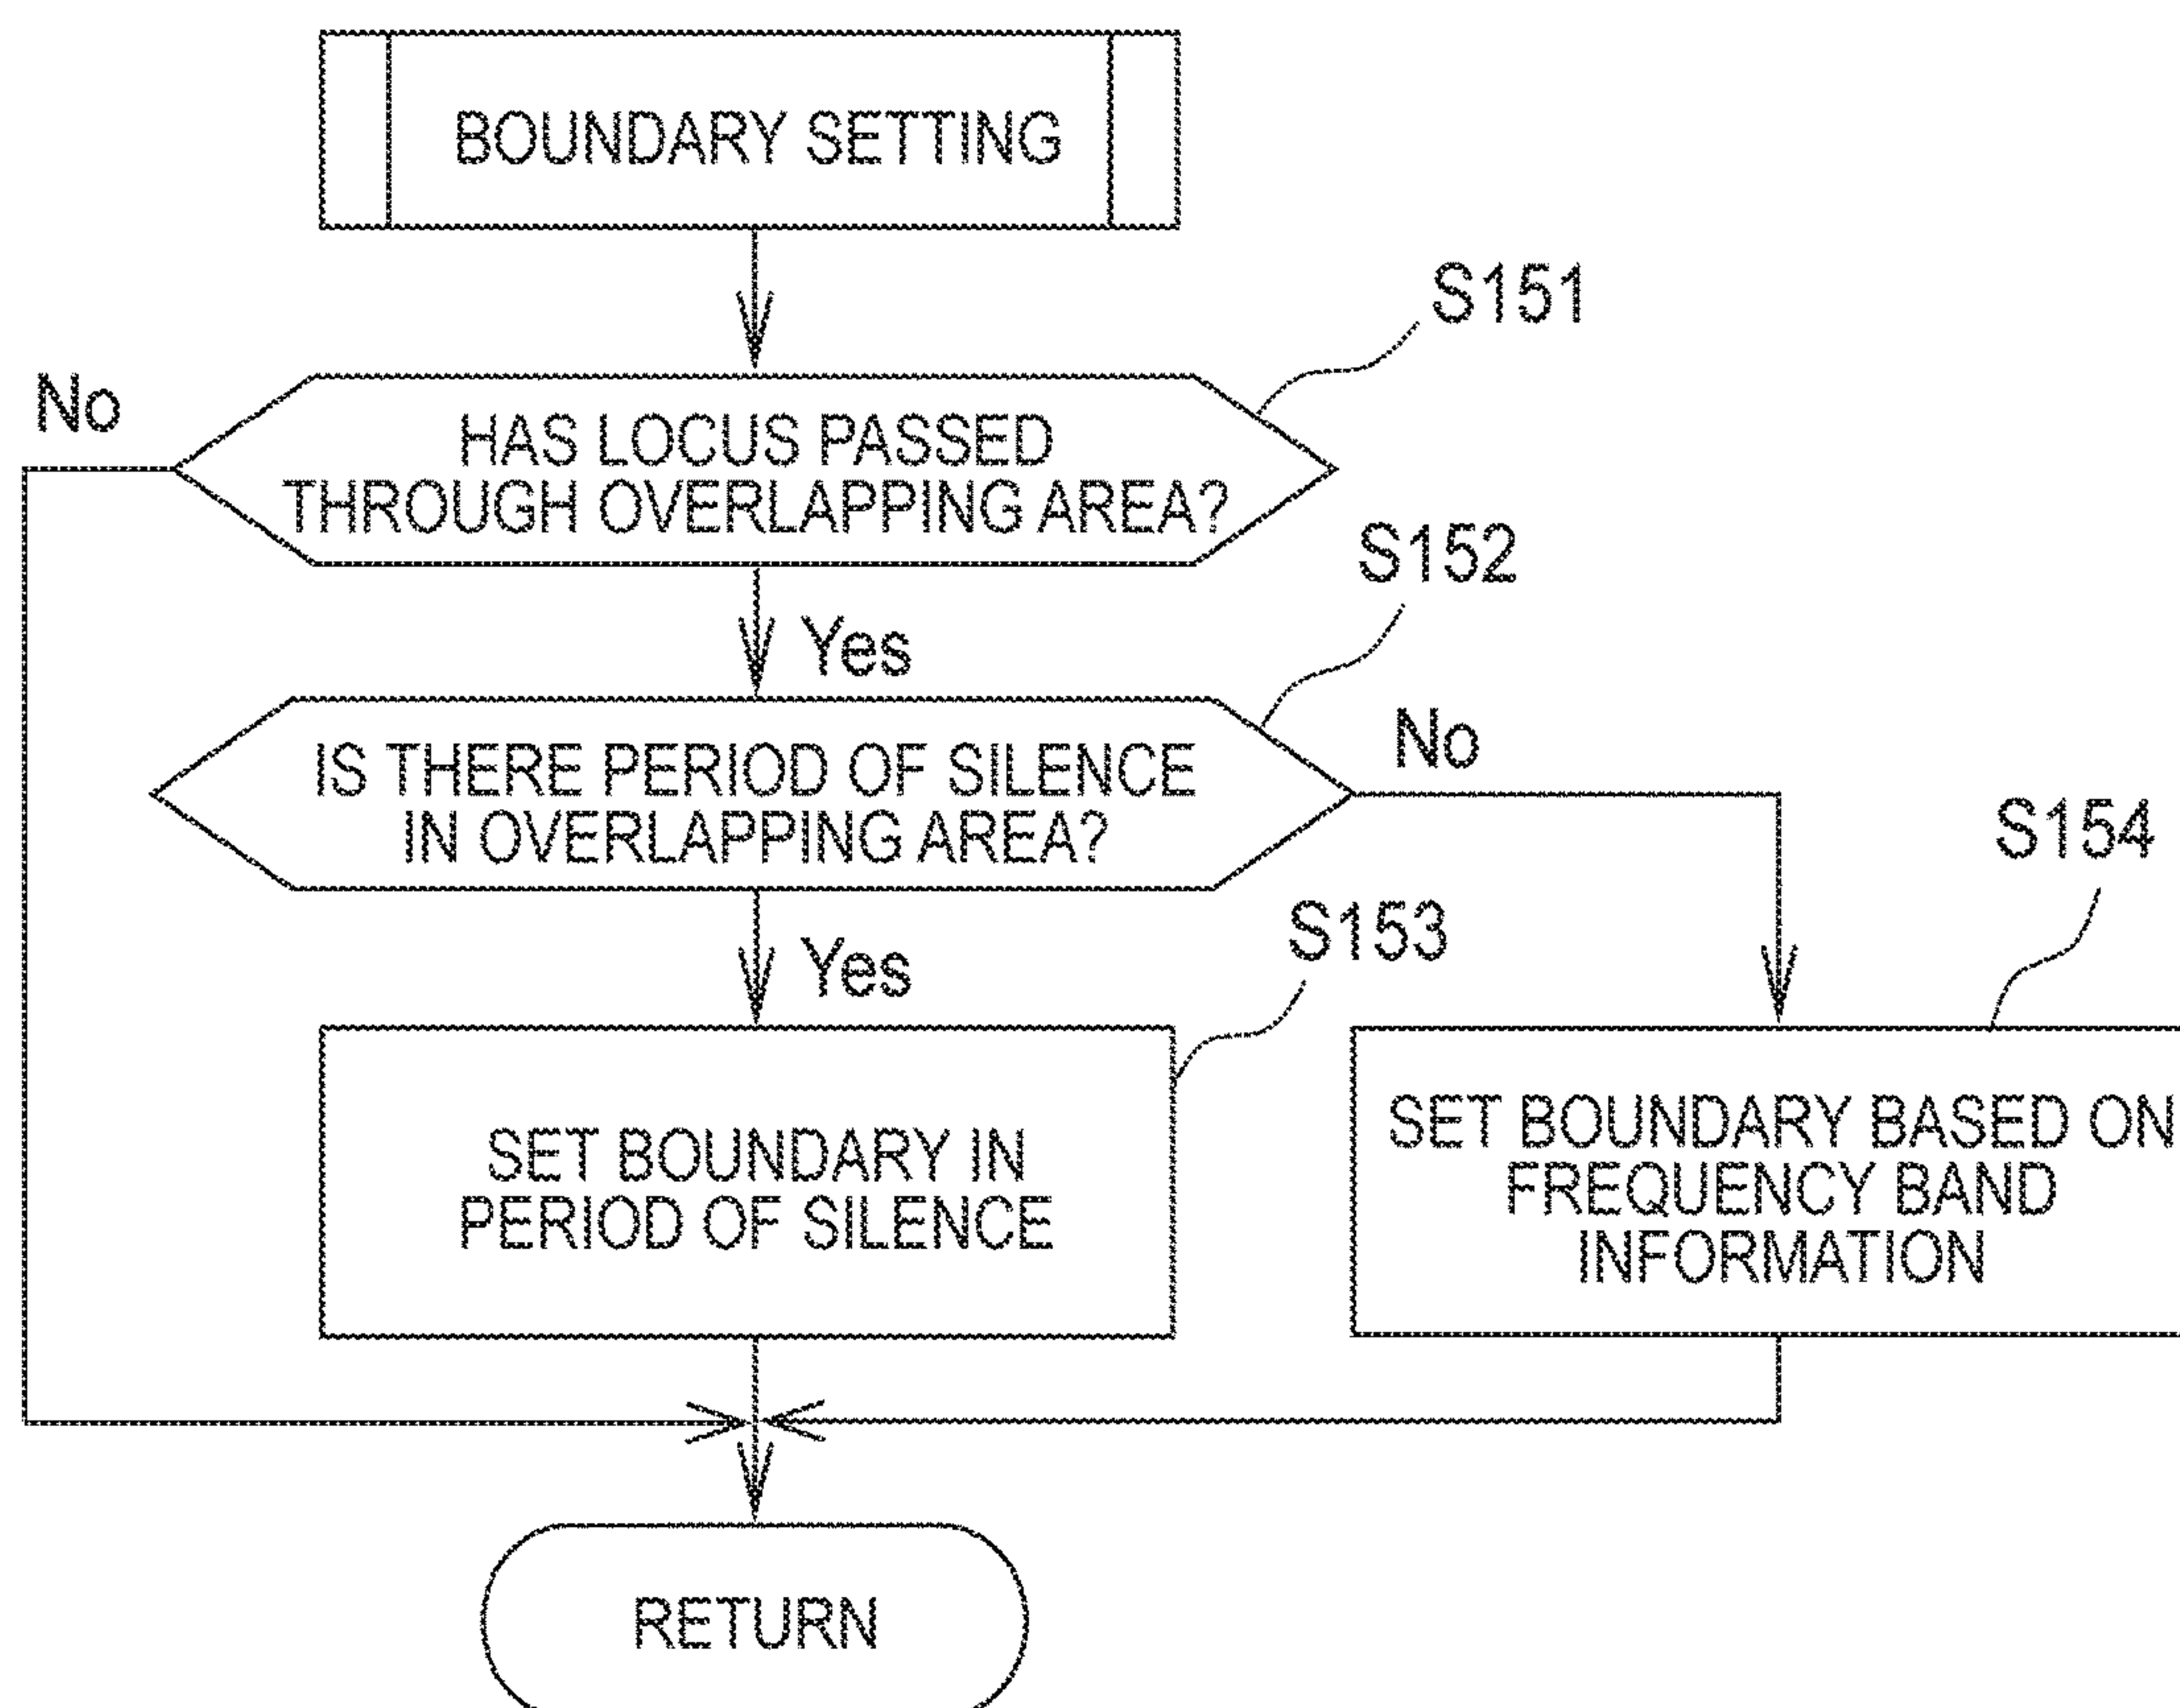 BOUNDARY SETTING
S151
No
HAS LOCUS PASSED
THROUGH OVERLAPPING AREA?
S152
Yes
IS THERE PERIOD OF SILENCE
IN OVERLAPPING AREA?
No
S154
S153
Yes
SET BOUNDARY IN
PERIOD OF SILENCE
SET BOUNDARY BASED ON
FREQUENCY BAND
INFORMATION
RETURN